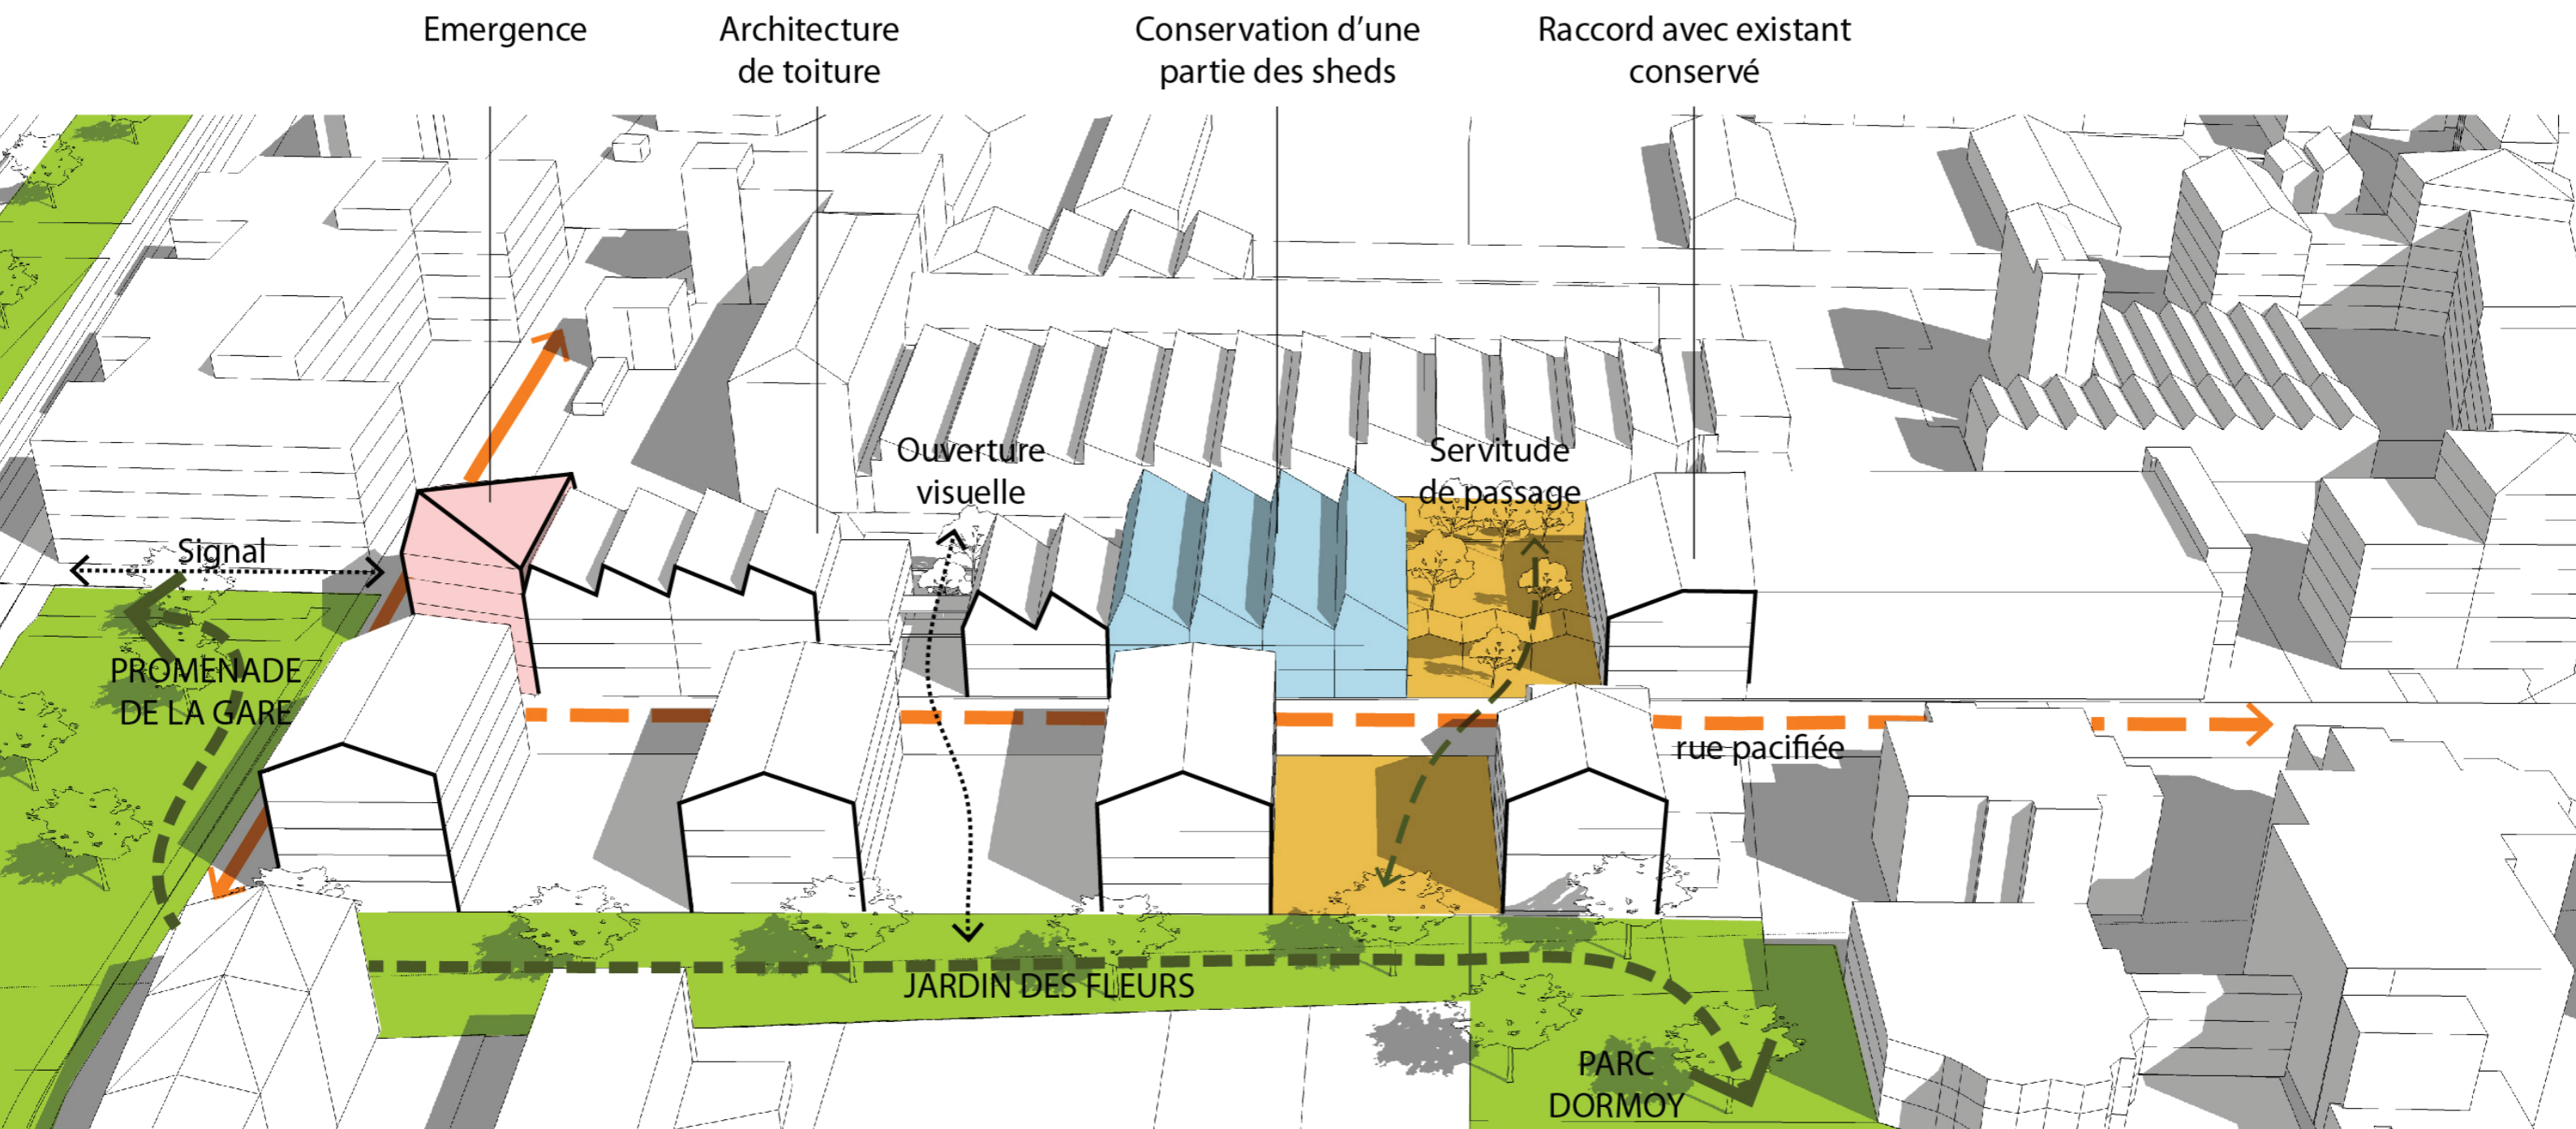 Emergence
Architecture
de toiture
Conservation d’une
partie des sheds
Raccord avec existant
conservé
Ouverture
visuelle
Servitude
de passage
Signal
PROMENADE
DE LA GARE
rue pacifiée
JARDIN DES FLEURS
PARC
DORMOY